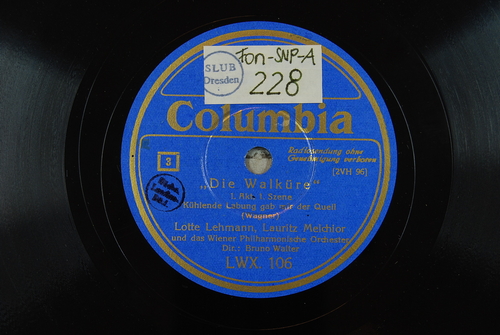 Fon-SNP-A
SLUB
Dresden
228
Columbia
Radiosendung ohne
Genehmigung verboten
3
(2VH 96)
„Die Walküre"
I. Akt, I. Szene
Kühlende Labung gab mir der Quell
(Wagner)
Lotte Lehmann, Lauritz Melchior
und das Wiener Philharmonische Orchester
Dir.: Bruno Walter
LWX. 106